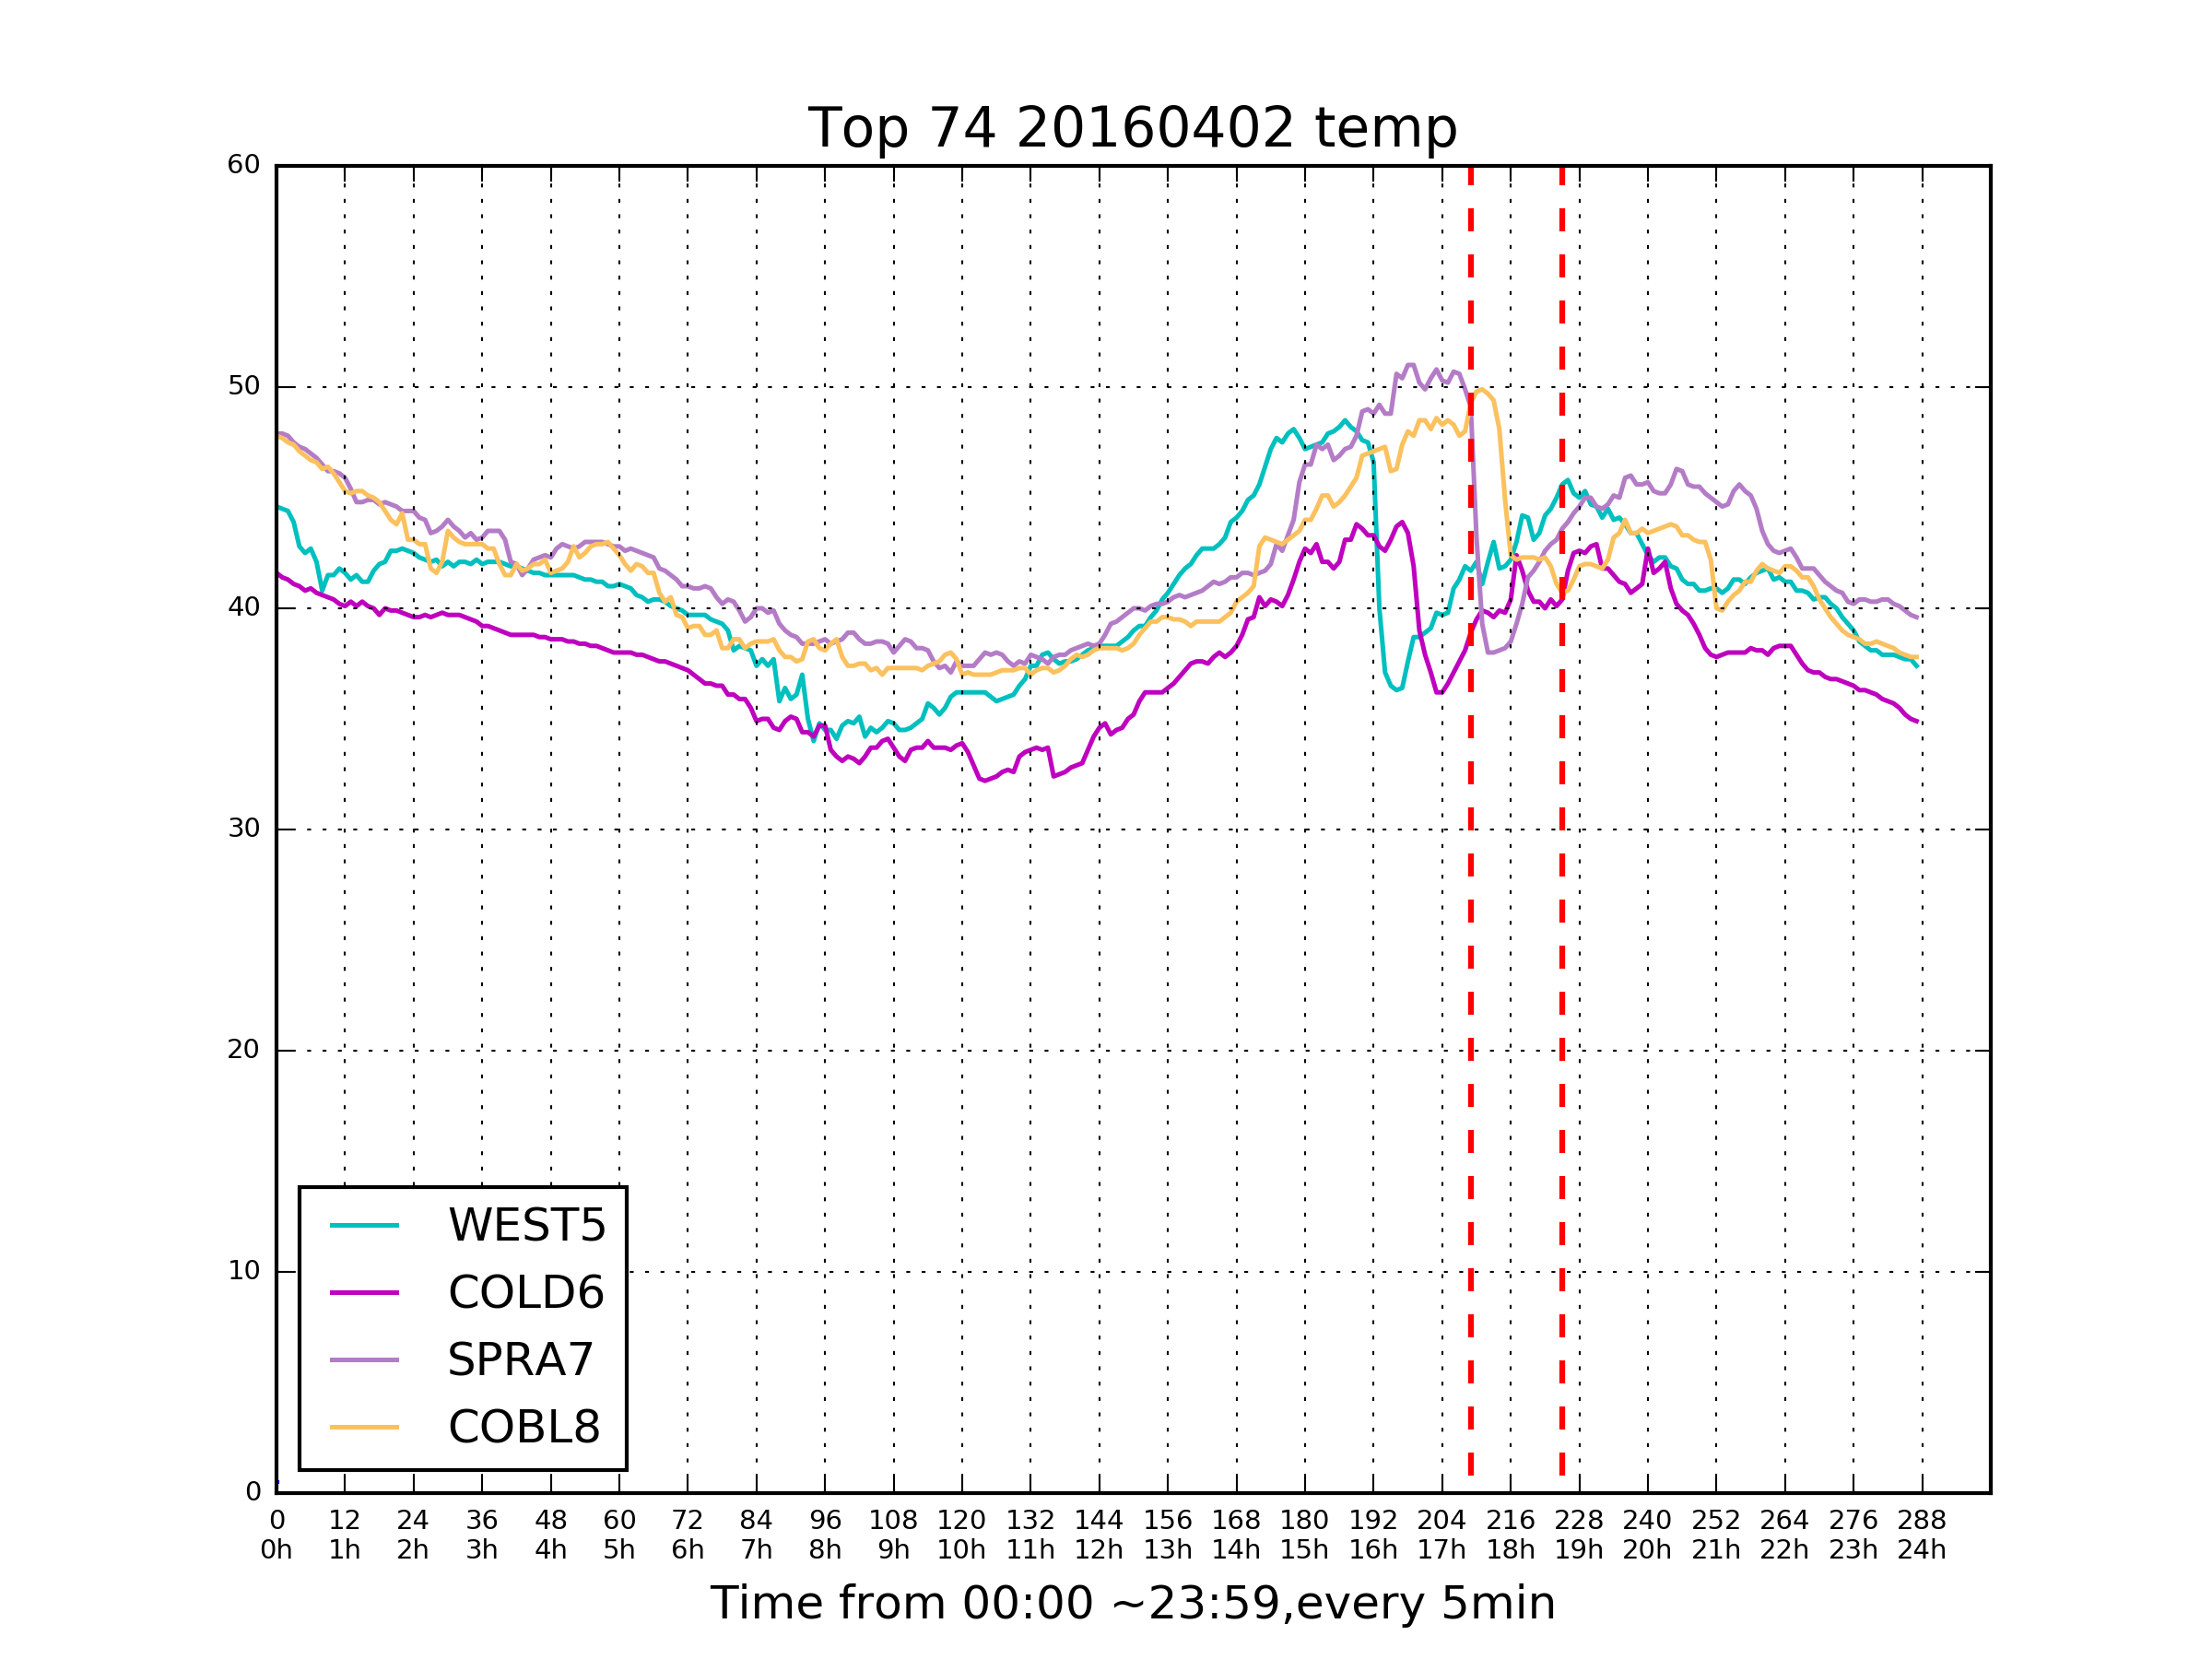 Top 74 20160402 temp
60
50
40
30
20
10
0
WEST5
COLD6
SPRA7
COBL8
0 12 24 36 48 60 72 84 96 108 120 132 144 156 168 180 192 204 216 228 240 252 264 276 288
0h 1h 2h 3h 4h 5h 6h 7h 8h 9h 10h 11h 12h 13h 14h 15h 16h 17h 18h 19h 20h 21h 22h 23h 24h
Time from 00:00 ~23:59,every 5min